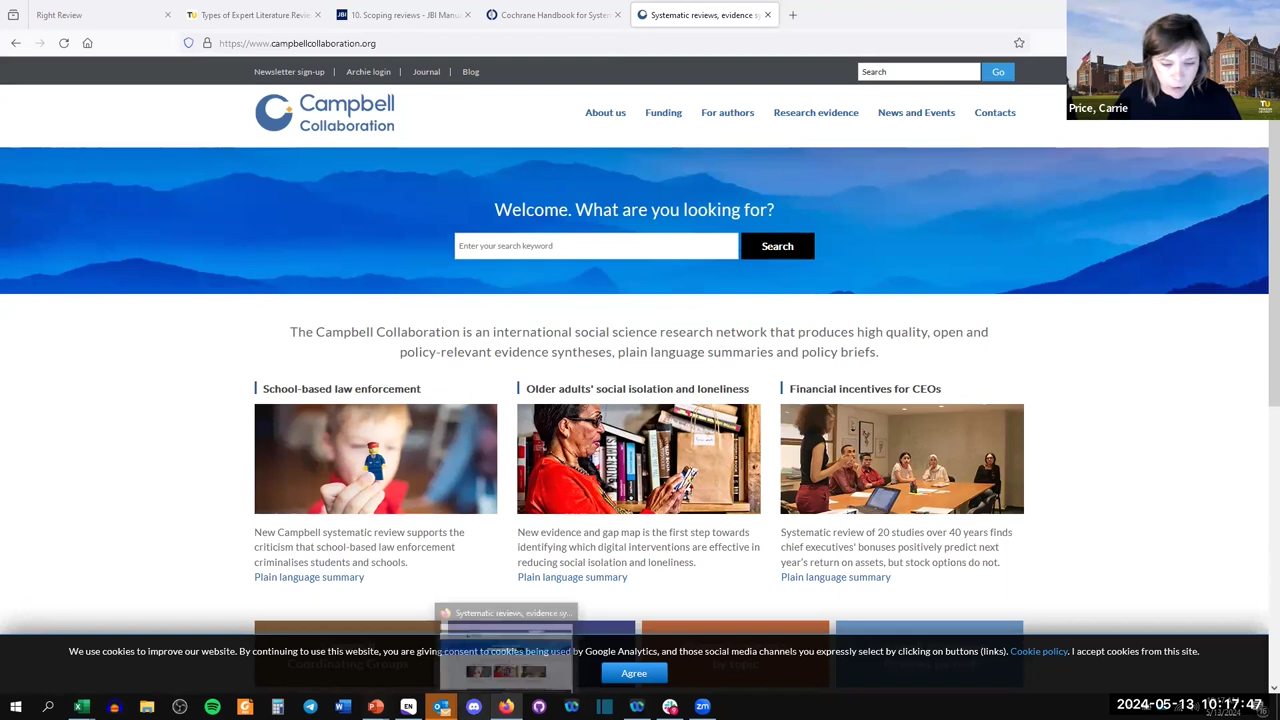 Right Review
Types of Expert Literature Revie
10. Scoping reviews - JBI Manu
Cochrane Handbook for System
Systematic reviews, evidence sy
https://www.campbellcollaboration.org
Price, Carrie
TU
Newsletter sign-up | Archie login | Journal | Blog
Search
Go
Campbell
Collaboration
About us Funding For authors Research evidence News and Events Contacts
Welcome. What are you looking for?
Enter your search keyword
Search
The Campbell Collaboration is an international social science research network that produces high quality, open and
policy-relevant evidence syntheses, plain language summaries and policy briefs.
School-based law enforcement
New Campbell systematic review supports the
criticism that school-based law enforcement
criminalises students and schools.
Plain language summary
Older adults' social isolation and loneliness
New evidence and gap map is the first step towards
identifying which digital interventions are effective in
reducing social isolation and loneliness.
Plain language summary
Financial incentives for CEOs
Systematic review of 20 studies over 40 years finds
chief executives' bonuses positively predict next
year's return on assets, but stock options do not.
Plain language summary
Systematic reviews, evidence sy...
Coordinating Groups
by topic
We use cookies to improve our website. By continuing to use this website, you are giving consent to cookies being used by Google Analytics, and those social media channels you expressly select by clicking on buttons (links). Cookie policy. I accept cookies from this site.
Agree
2024-05-13 10:17:47